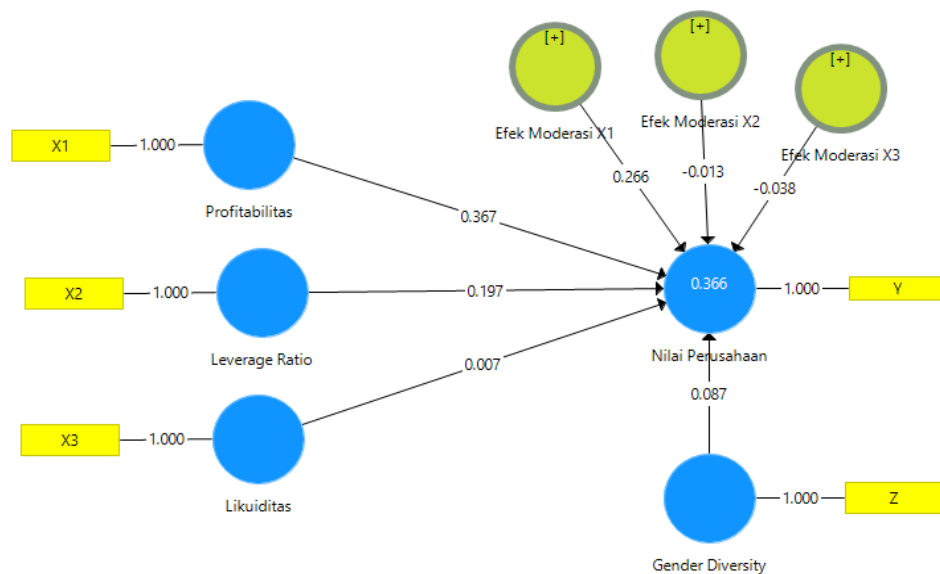 [+]
[+]
[+]
Efek Moderasi X1
Efek Moderasi X2
Efek Moderasi X3
X1
1.000
Profitabilitas
0.266
-0.013
-0.038
0.367
X2
1.000
Leverage Ratio
0.197
0.366
Nilai Perusahaan
1.000
Y
0.007
X3
1.000
Likuiditas
0.087
1.000
Z
Gender Diversity